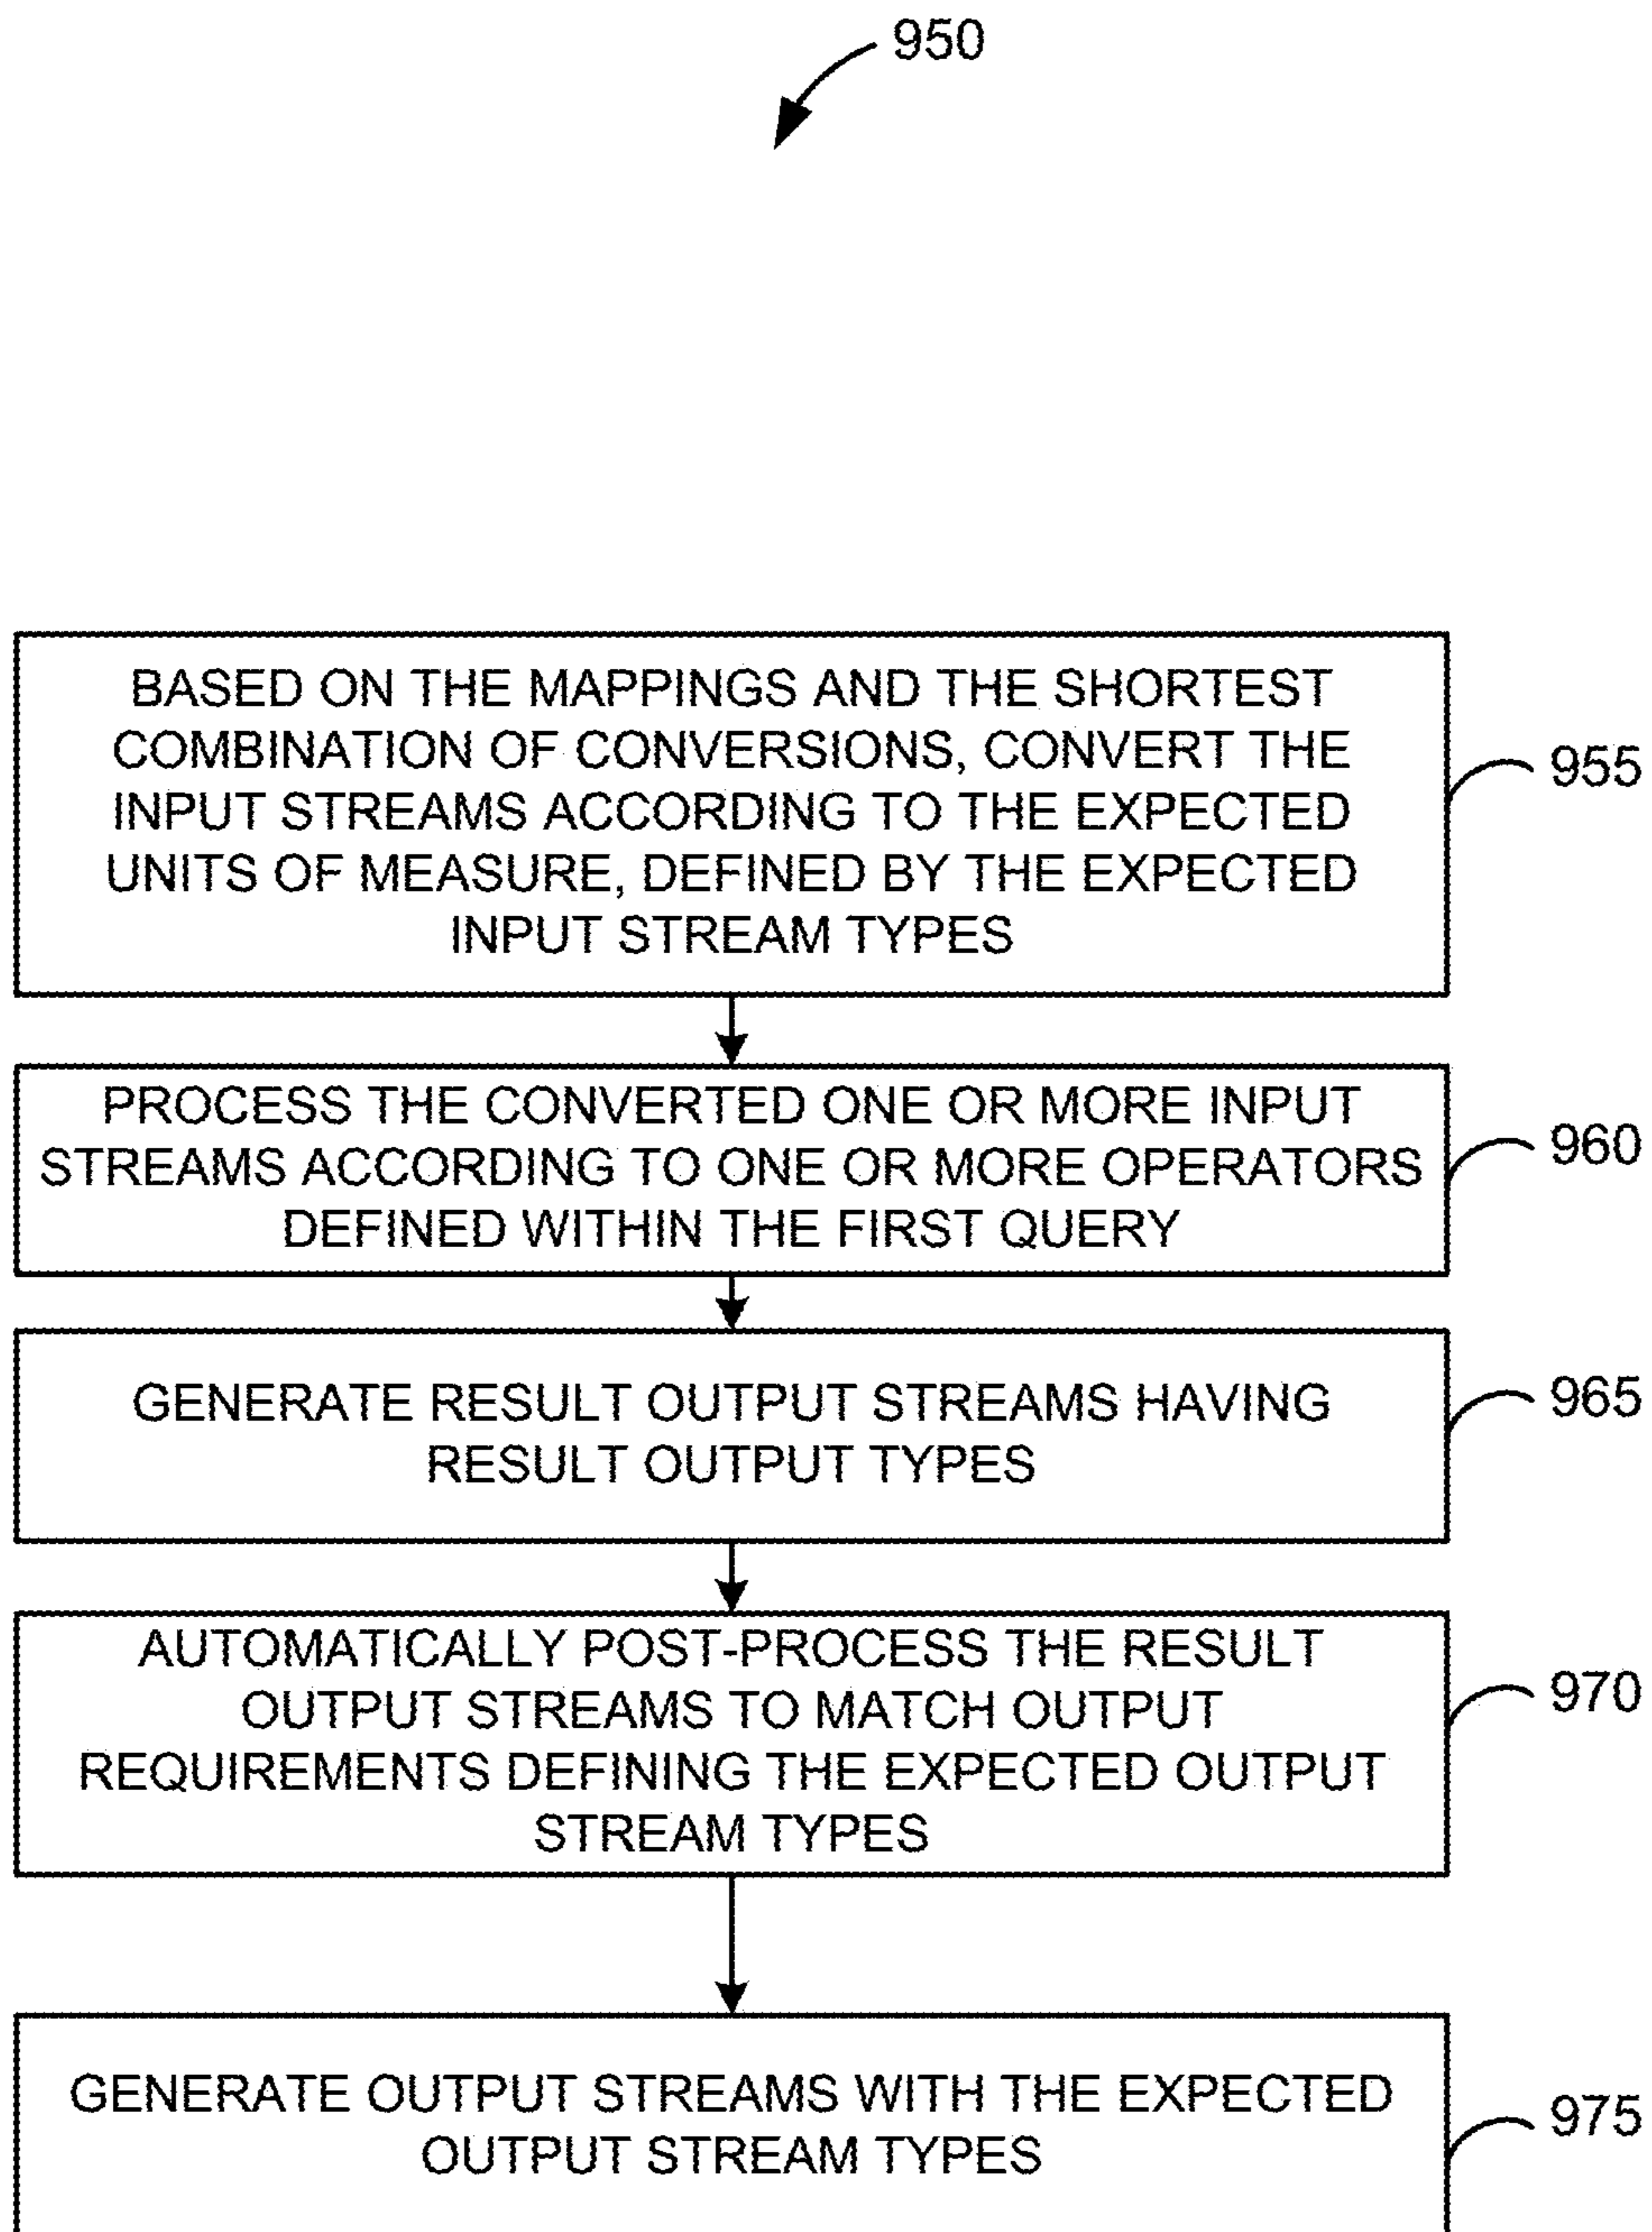 950
BASED ON THE MAPPINGS AND THE SHORTEST
COMBINATION OF CONVERSIONS, CONVERT THE
INPUT STREAMS ACCORDING TO THE EXPECTED
UNITS OF MEASURE, DEFINED BY THE EXPECTED
INPUT STREAM TYPES
955
PROCESS THE CONVERTED ONE OR MORE INPUT
STREAMS ACCORDING TO ONE OR MORE OPERATORS
DEFINED WITHIN THE FIRST QUERY
960
GENERATE RESULT OUTPUT STREAMS HAVING
RESULT OUTPUT TYPES
965
AUTOMATICALLY POST-PROCESS THE RESULT
OUTPUT STREAMS TO MATCH OUTPUT
REQUIREMENTS DEFINING THE EXPECTED OUTPUT
STREAM TYPES
970
GENERATE OUTPUT STREAMS WITH THE EXPECTED
OUTPUT STREAM TYPES
975